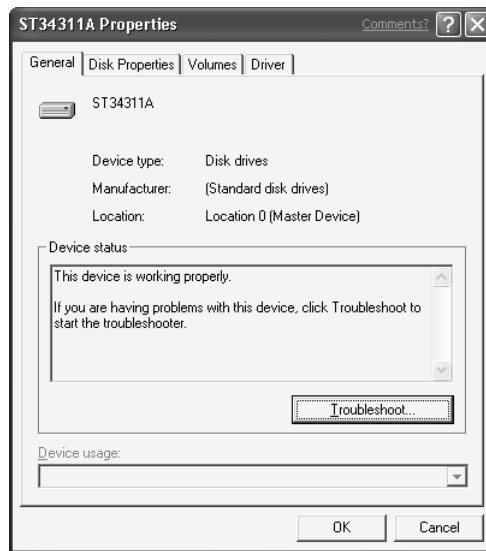 ST34311A Properties Comments? ? X
General Disk Properties Volumes Driver
ST34311A
Device type: Disk drives
Manufacturer: (Standard disk drives)
Location: Location 0 (Master Device)
Device status
This device is working properly.
If you are having problems with this device, click Troubleshoot to
start the troubleshooter.
Troubleshoot...
Device usage:
OK Cancel